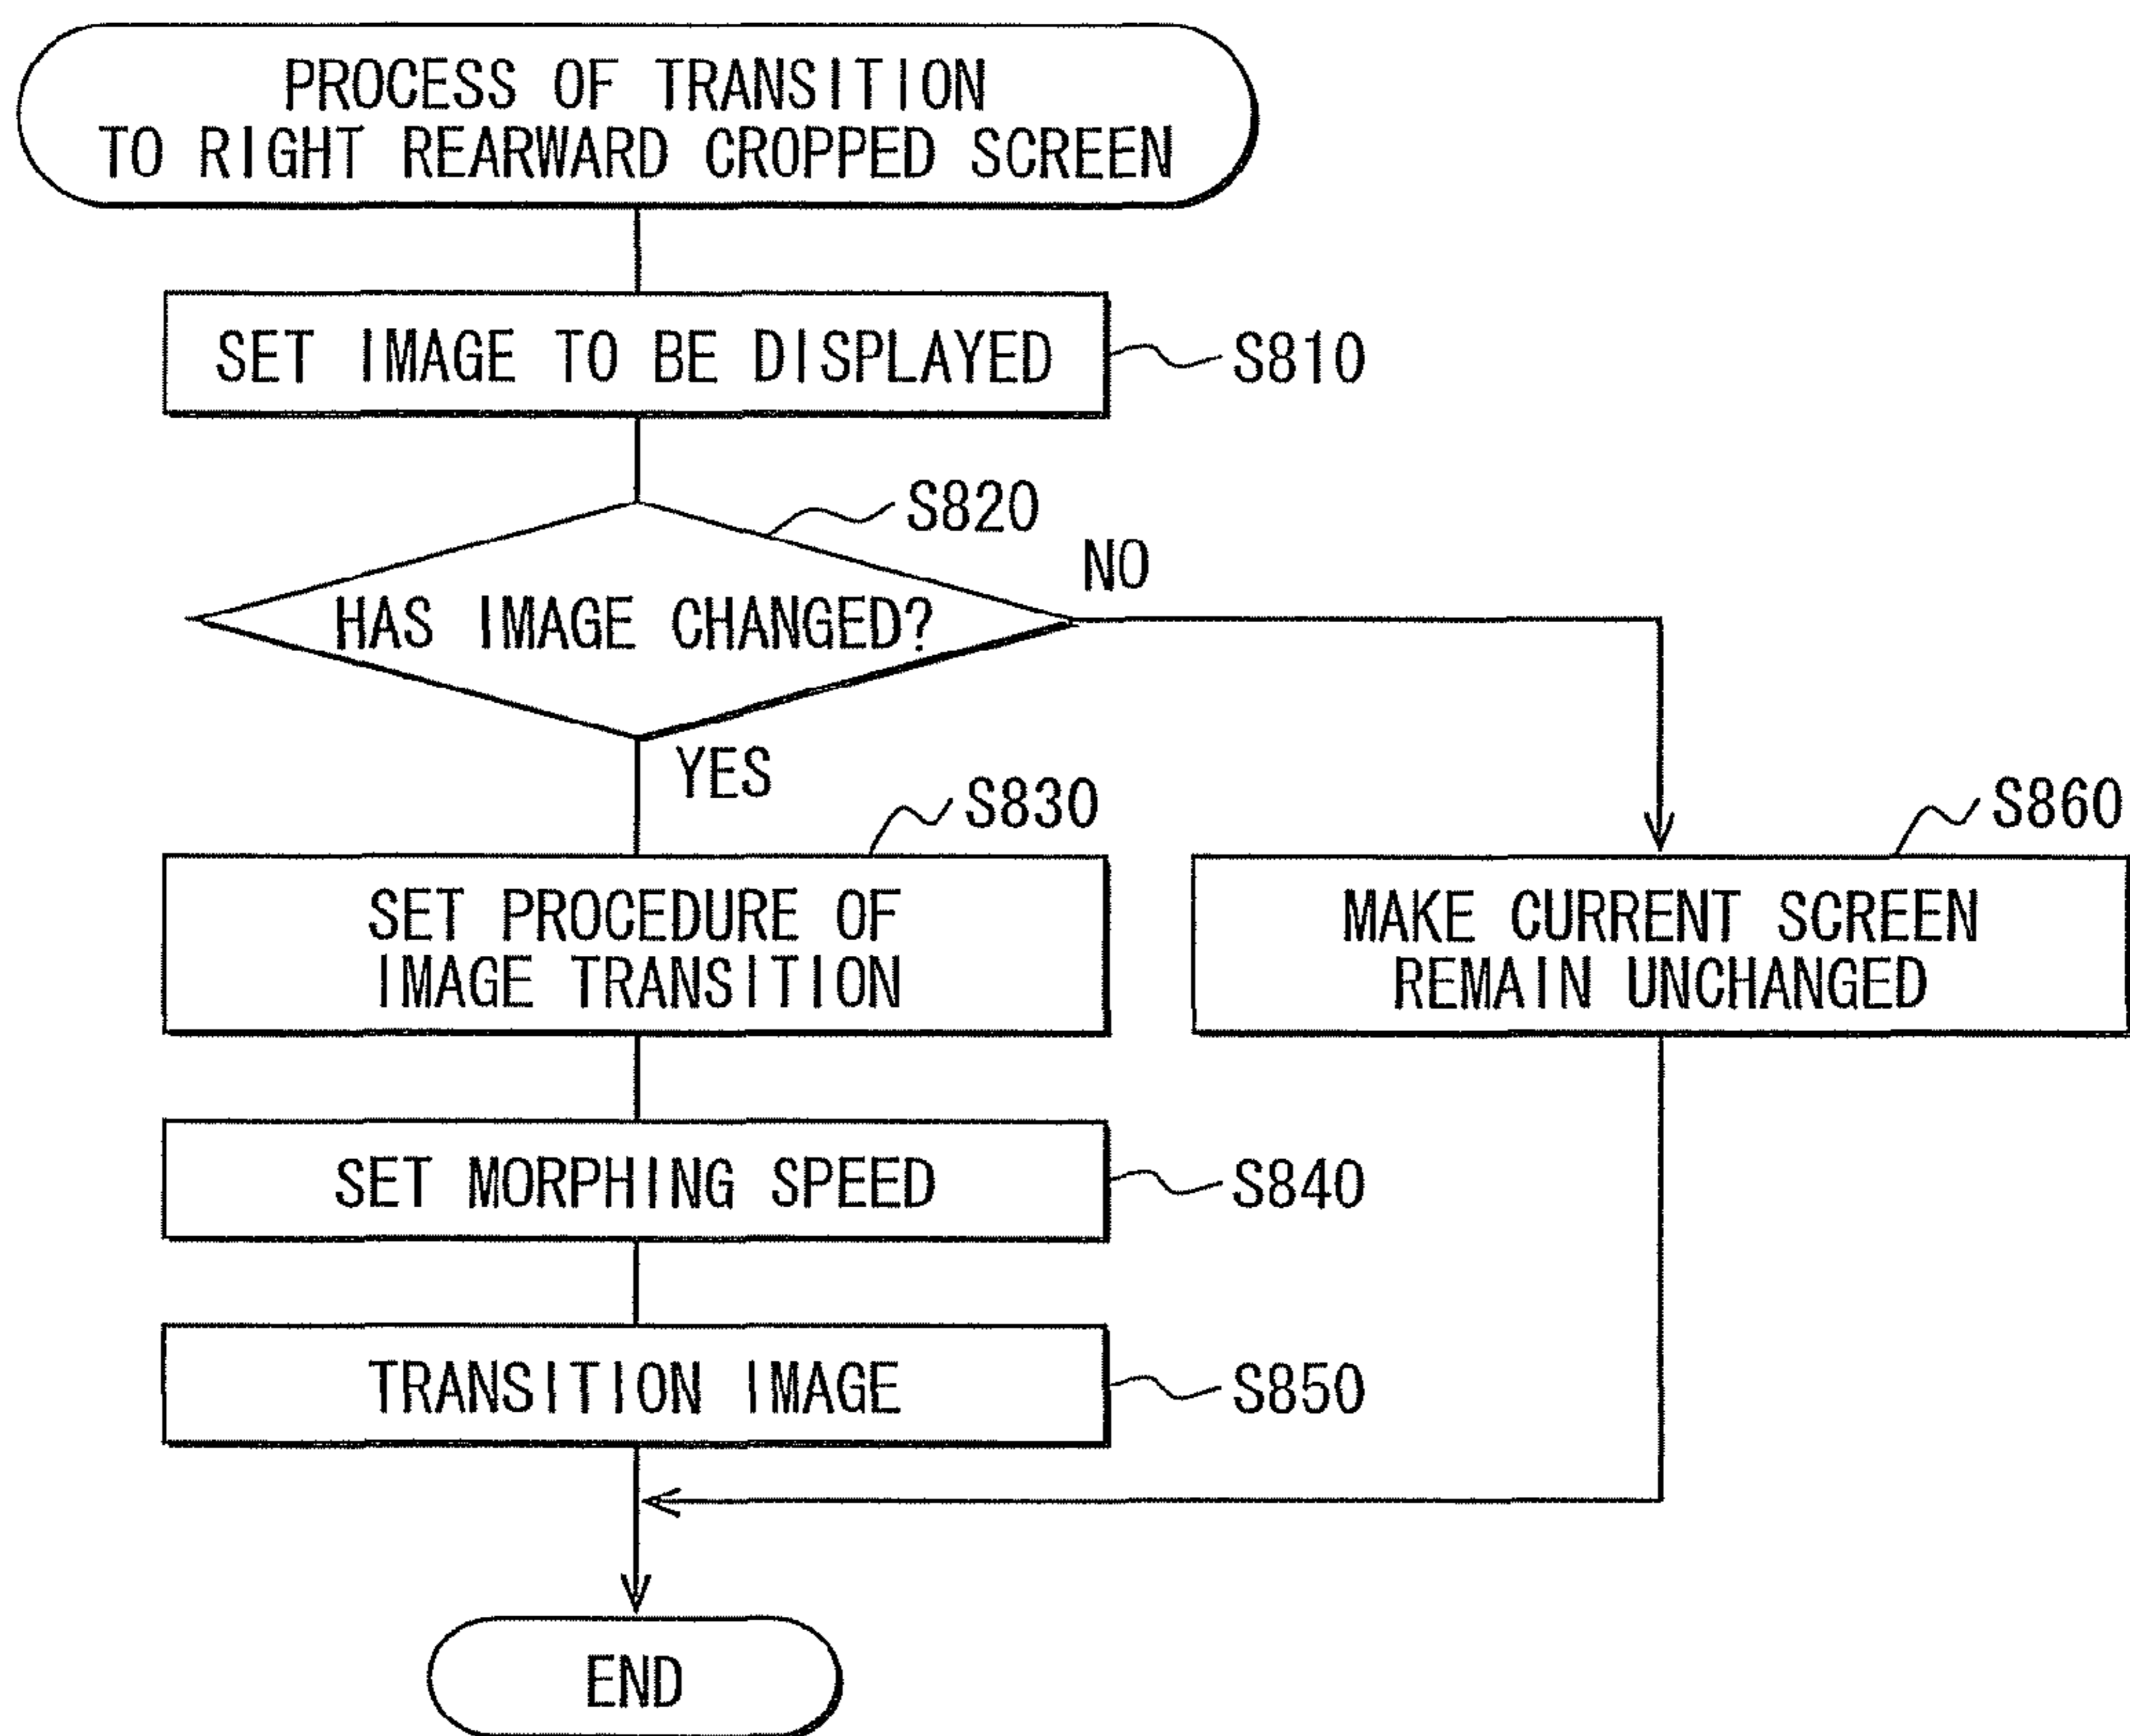 PROCESS OF TRANSITION
TO RIGHT REARWARD CROPPED SCREEN
SET IMAGE TO BE DISPLAYED
S810
S820
HAS IMAGE CHANGED?
NO
YES
S830
SET PROCEDURE OF
IMAGE TRANSITION
S860
MAKE CURRENT SCREEN
REMAIN UNCHANGED
SET MORPHING SPEED
S840
TRANSITION IMAGE
S850
END